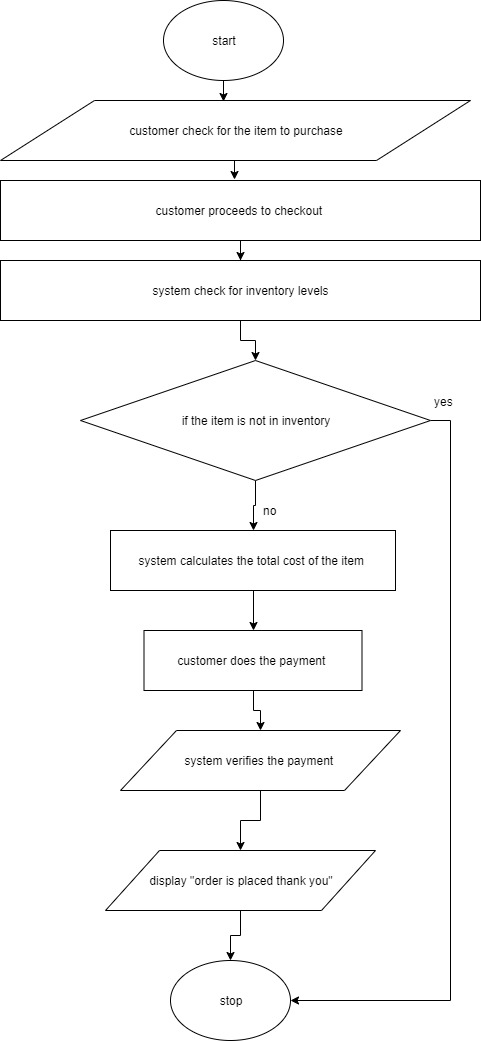 start
customer check for the item to purchase
customer proceeds to checkout
system check for inventory levels
yes
if the item is not in inventory
no
system calculates the total cost of the item
customer does the payment
system verifies the payment
display "order is placed thank you"
stop